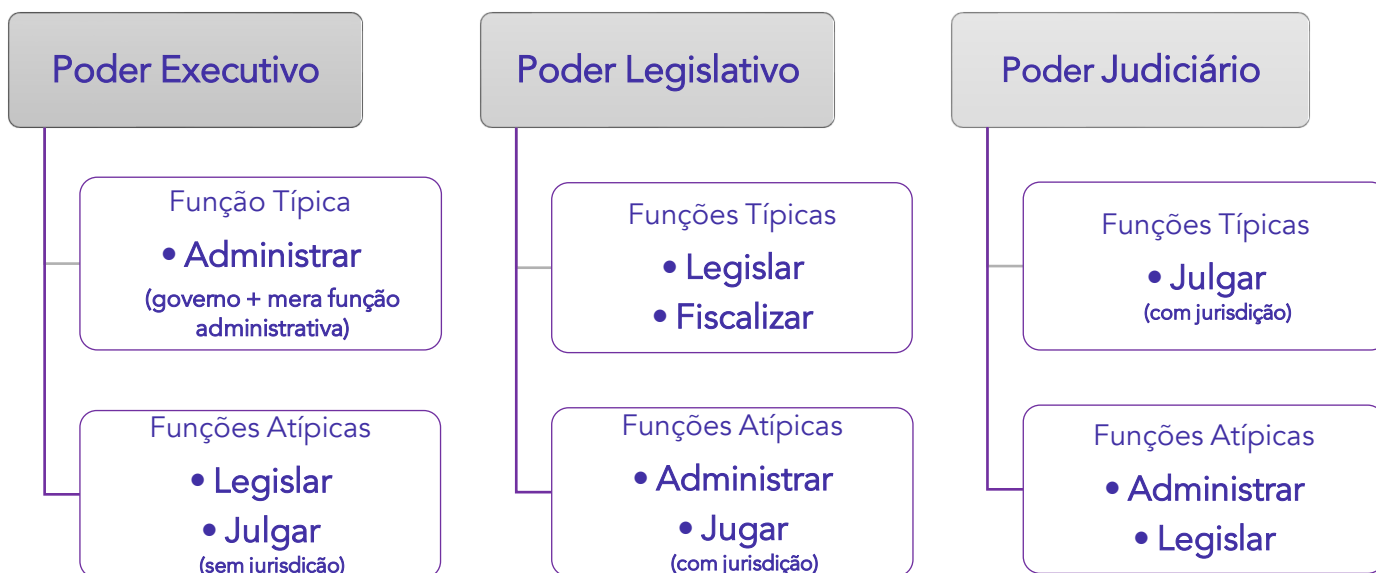 Poder Executivo
Função Típica
• Administrar
(governo + mera função
administrativa)
Funções Atípicas
• Legislar
• Julgar
(sem jurisdição)
Poder Legislativo
Funções Típicas
• Legislar
• Fiscalizar
Funções Atípicas
• Administrar
• Jugar
(com jurisdição)
Poder Judiciário
Funções Típicas
• Julgar
(com jurisdição)
Funções Atípicas
• Administrar
• Legislar